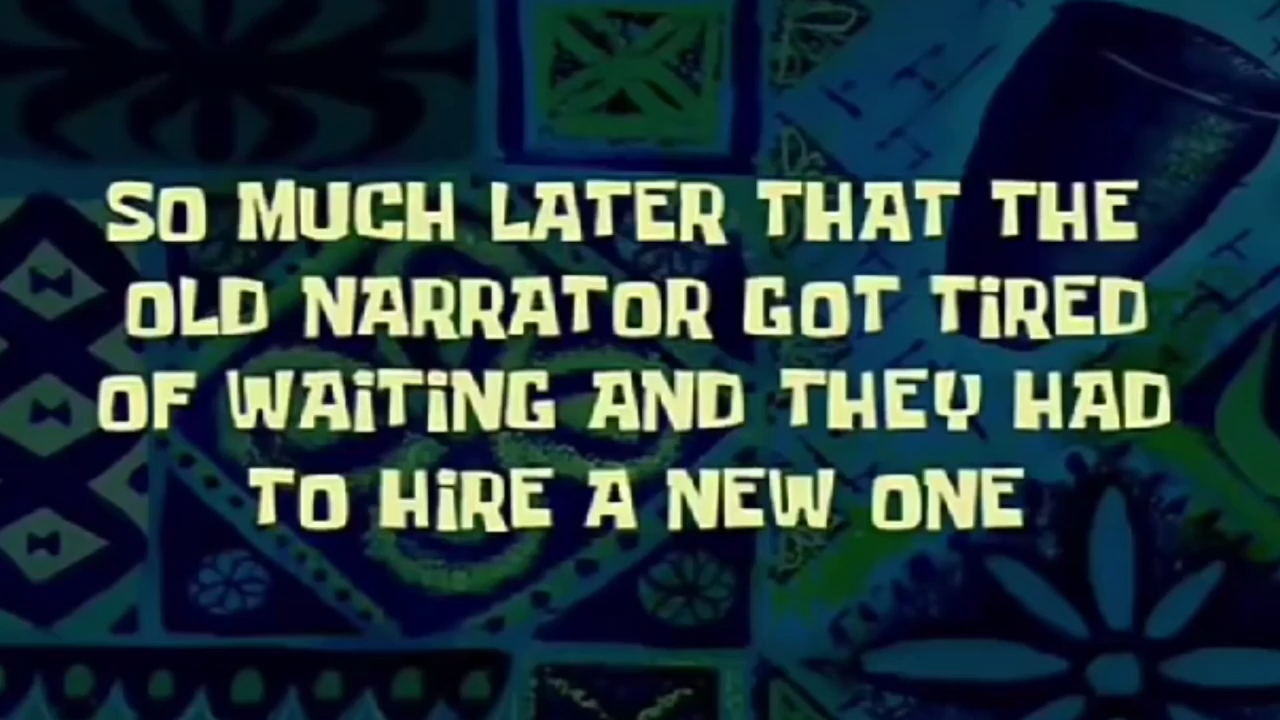 SO MUCH LATER THAT THE
OLD NARRATOR GOT TiRED
OF WAiTiNG AND THEY HAD
TO HiRE A NEW ONE